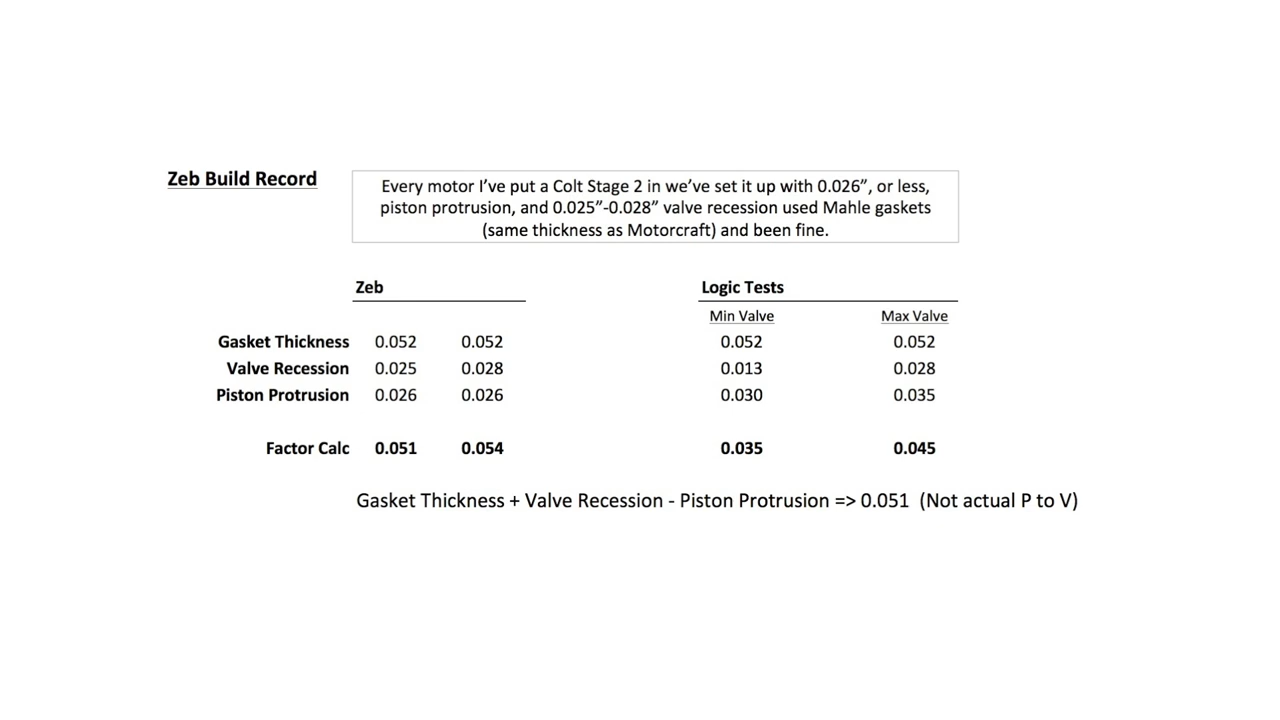 Zeb Build Record
Every motor I’ve put a Colt Stage 2 in we’ve set it up with 0.026”, or less,
piston protrusion, and 0.025”-0.028” valve recession used Mahle gaskets
(same thickness as Motorcraft) and been fine.
Zeb Logic Tests
Min Valve Max Valve
Gasket Thickness 0.052 0.052 0.052 0.052
Valve Recession 0.025 0.028 0.013 0.028
Piston Protrusion 0.026 0.026 0.030 0.035
Factor Calc 0.051 0.054 0.035 0.045
Gasket Thickness + Valve Recession - Piston Protrusion => 0.051 (Not actual P to V)